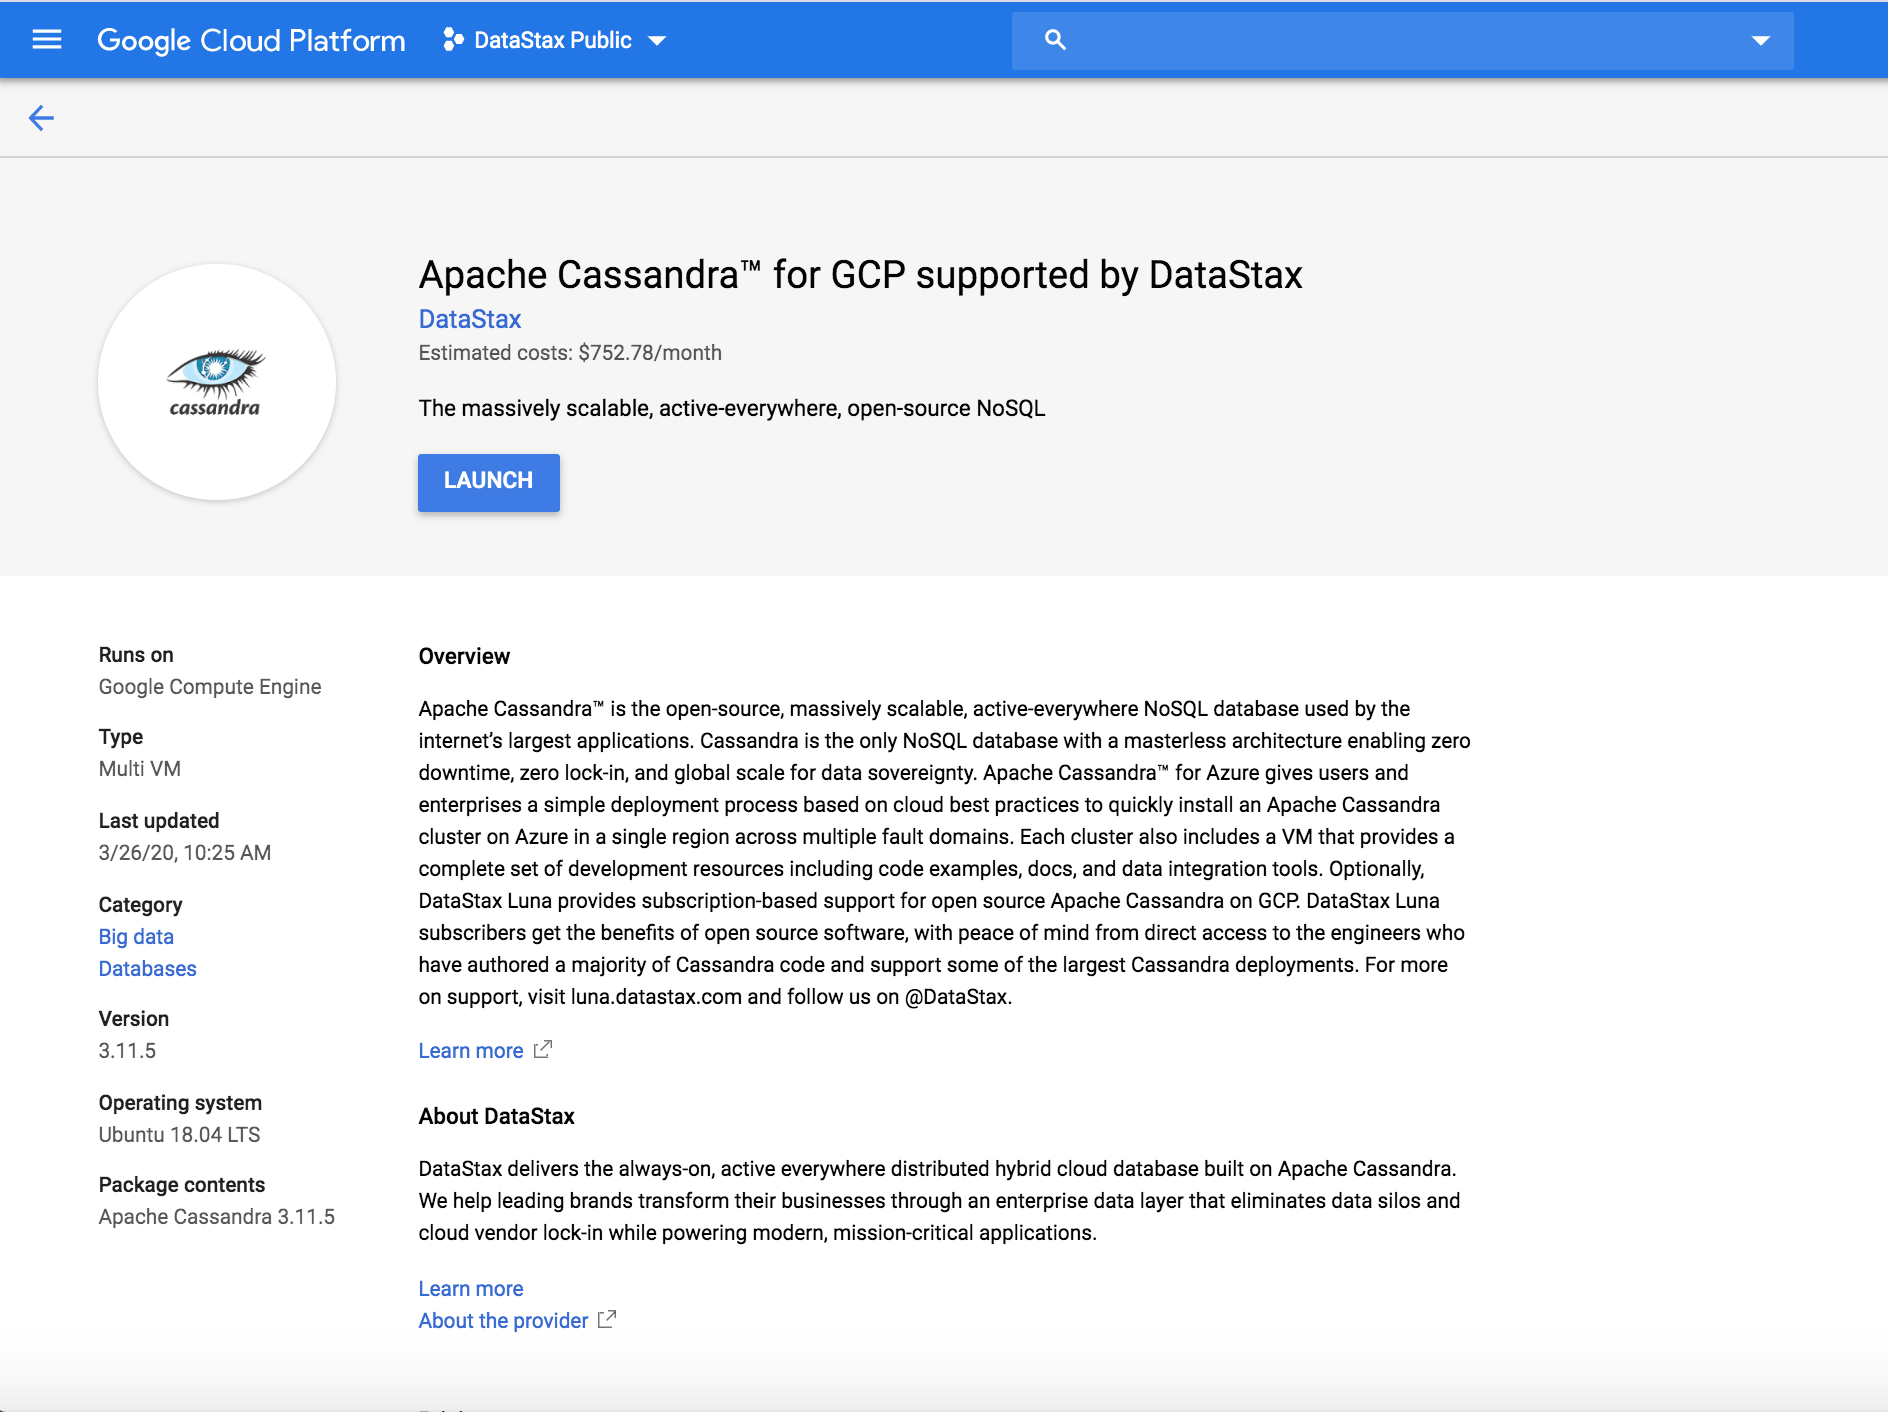 Google Cloud Platform
DataStax Public
Apache Cassandra™ for GCP supported by DataStax
DataStax
Estimated costs: $752.78/month
The massively scalable, active-everywhere, open-source NoSQL
LAUNCH
cassandra
Runs on
Google Compute Engine
Type
Multi VM
Last updated
3/26/20, 10:25 AM
Category
Big data
Databases
Version
3.11.5
Operating system
Ubuntu 18.04 LTS
Package contents
Apache Cassandra 3.11.5
Overview
Apache Cassandra™ is the open-source, massively scalable, active-everywhere NoSQL database used by the
internet’s largest applications. Cassandra is the only NoSQL database with a masterless architecture enabling zero
downtime, zero lock-in, and global scale for data sovereignty. Apache Cassandra™ for Azure gives users and
enterprises a simple deployment process based on cloud best practices to quickly install an Apache Cassandra
cluster on Azure in a single region across multiple fault domains. Each cluster also includes a VM that provides a
complete set of development resources including code examples, docs, and data integration tools. Optionally,
DataStax Luna provides subscription-based support for open source Apache Cassandra on GCP. DataStax Luna
subscribers get the benefits of open source software, with peace of mind from direct access to the engineers who
have authored a majority of Cassandra code and support some of the largest Cassandra deployments. For more
on support, visit luna.datastax.com and follow us on @DataStax.
Learn more
About DataStax
DataStax delivers the always-on, active everywhere distributed hybrid cloud database built on Apache Cassandra.
We help leading brands transform their businesses through an enterprise data layer that eliminates data silos and
cloud vendor lock-in while powering modern, mission-critical applications.
Learn more
About the provider